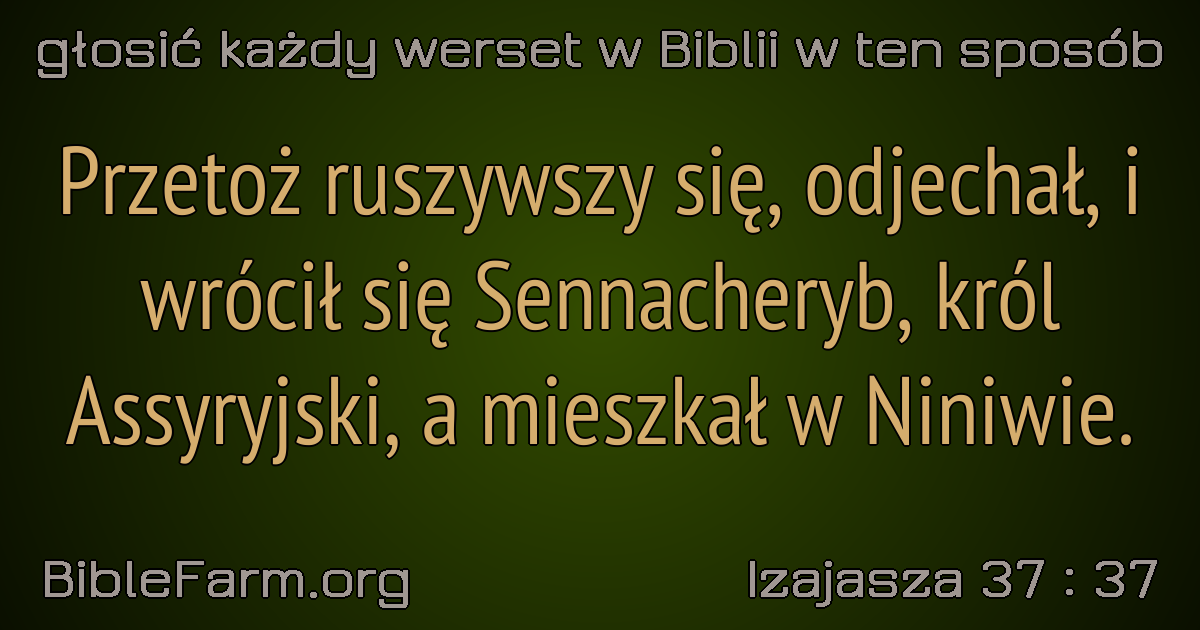 głosić każdy werset w Biblii w ten sposób
Przetoż ruszywszy się, odjechał, i
wrócił się Sennacheryb, król
Assyryjski, a mieszkał w Niniwie.
BibleFarm.org
Izajasza 37 : 37